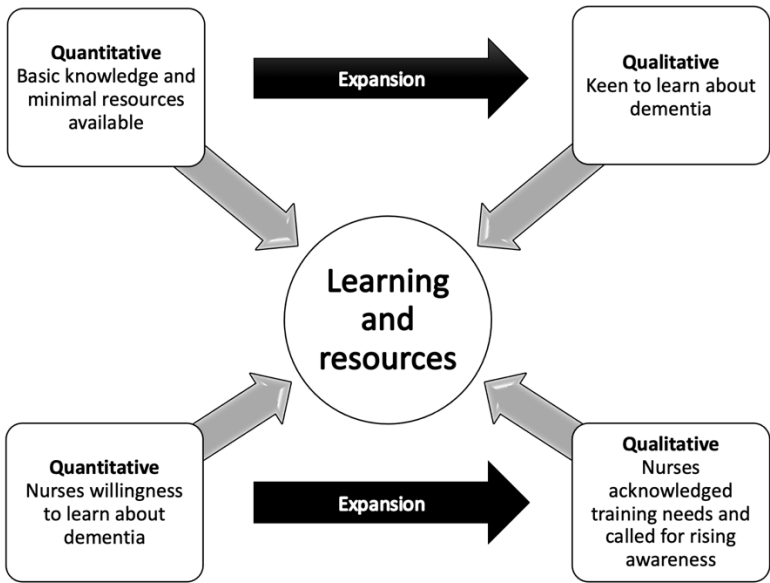 Quantitative
Basic knowledge and
minimal resources
available
Expansion
Qualitative
Keen to learn about
dementia
Learning
and
resources
Quantitative
Nurses willingness
to learn about
dementia
Expansion
Qualitative
Nurses
acknowledged
training needs and
called for rising
awareness